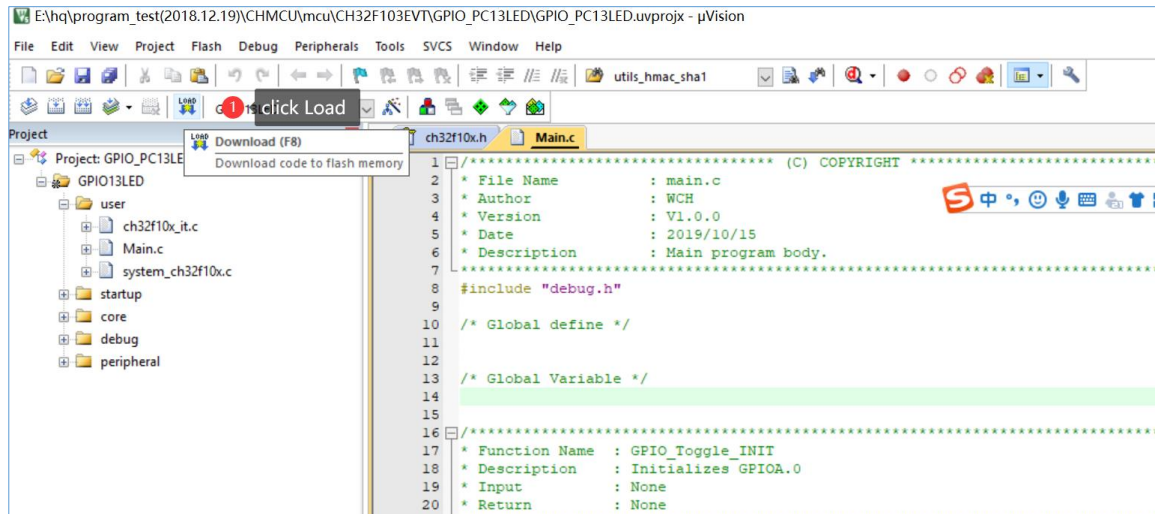 E:\hq\program_test(2018.12.19)\CHMCU\mcu\CH32F103EVT\GPIO_PC13LED\GPIO_PC13LED.uvprojx - µVision
File Edit View Project Flash Debug Peripherals Tools SVCS Window Help
utils_hmac_sha1
LOAD
1 click Load
Project
LOAD Download (F8)
Download code to flash memory
ch32f10x.h Main.c
Project: GPIO_PC13LE
GPIO13LED
user
ch32f10x_it.c
Main.c
system_ch32f10x.c
startup
core
debug
peripheral
1 /********************************** (C) COPYRIGHT ****************************
2 * File Name : main.c
3 * Author : WCH
4 * Version : V1.0.0
5 * Date : 2019/10/15
6 * Description : Main program body.
7 *******************************************************************************
8 #include "debug.h"
9
10 /* Global define */
11
12
13 /* Global Variable */
14
15
16 /******************************************************************************
17 * Function Name : GPIO_Toggle_INIT
18 * Description : Initializes GPIOA.0
19 * Input : None
20 * Return : None
S 中